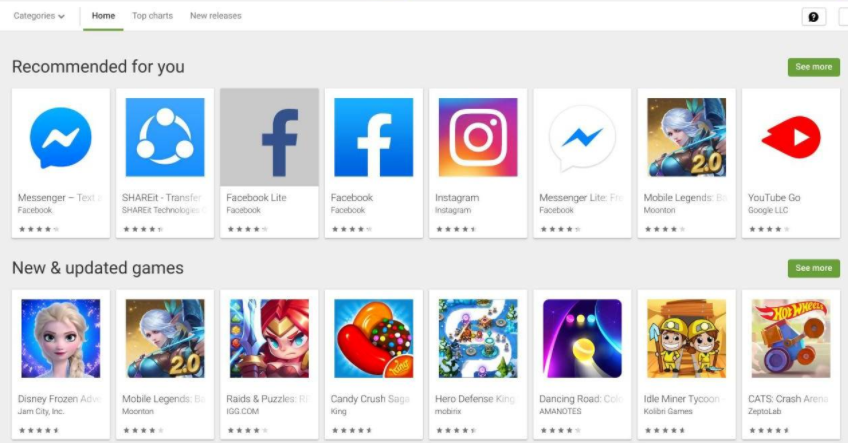 Categories Home Top charts New releases
Recommended for you See more
Messenger – Text
SHAREit - Transfer
Facebook Lite
Facebook
Instagram
Messenger Lite: Fr
Mobile Legends: Ba
YouTube Go
Facebook
SHAREit Technologies
Facebook
Facebook
Instagram
Facebook
Moonton
Google LLC
2.0
New & updated games See more
2.0
King
HOT WHEELS
Disney Frozen Adv
Mobile Legends: Ba
Raids & Puzzles: R
Candy Crush Saga
Hero Defense King
Dancing Road: Col
Idle Miner Tycoon -
CATS: Crash Arena
Jam City, Inc.
Moonton
IGG.COM
King
mobirix
AMANOTES
Kolibri Games
ZeptoLab